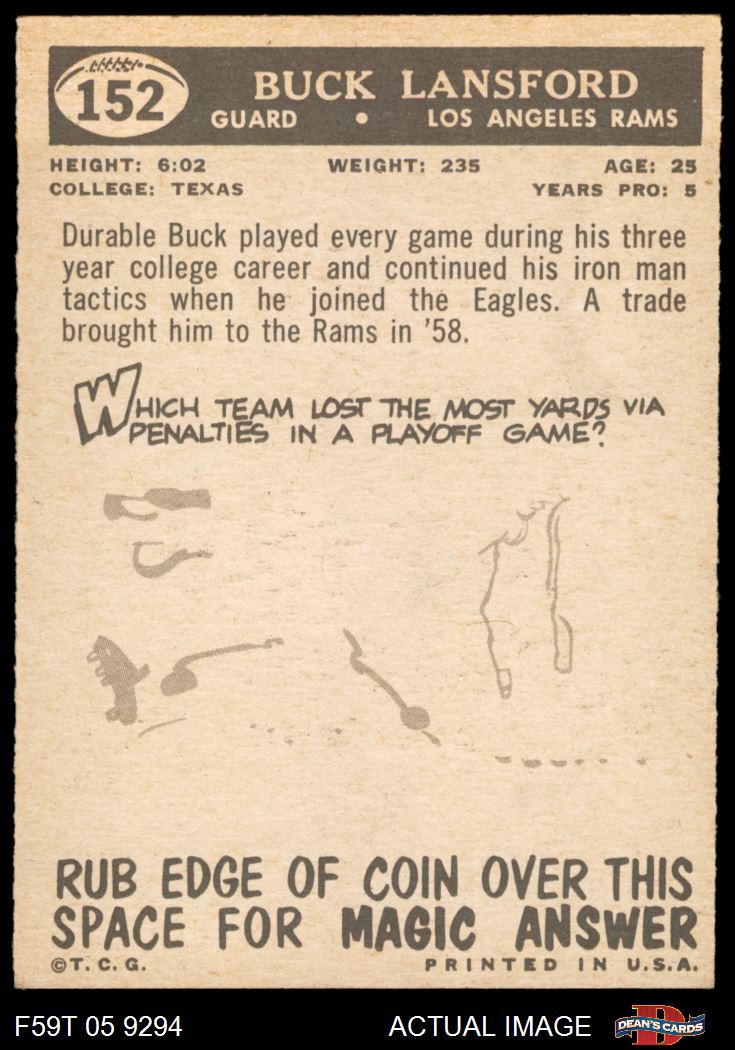 152
BUCK LANSFORD
GUARD • LOS ANGELES RAMS
HEIGHT: 6:02 WEIGHT: 235 AGE: 25
COLLEGE: TEXAS YEARS PRO: 5
Durable Buck played every game during his three
year college career and continued his iron man
tactics when he joined the Eagles. A trade
brought him to the Rams in '58.
WHICH TEAM LOST THE MOST YARDS VIA
PENALTIES IN A PLAYOFF GAME?
RUB EDGE OF COIN OVER THIS
SPACE FOR MAGIC ANSWER
©T.C.G. PRINTED IN U.S.A.
F59T 05 9294 ACTUAL IMAGE D DEAN'S CARDS